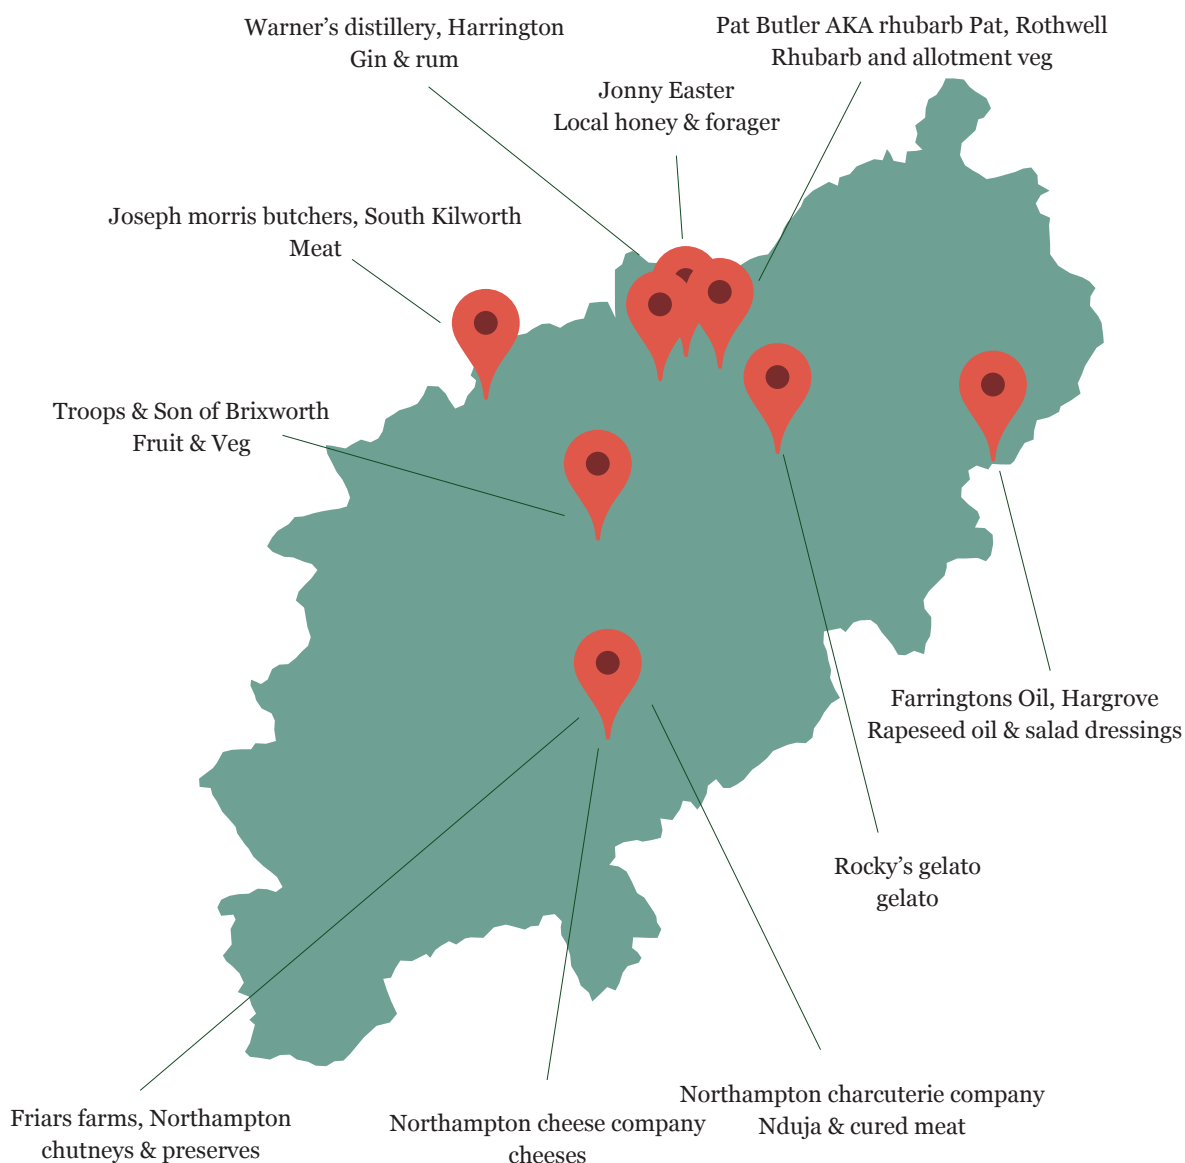 Warner’s distillery, Harrington
Gin & rum
Pat Butler AKA rhubarb Pat, Rothwell
Rhubarb and allotment veg
Jonny Easter
Local honey & forager
Joseph morris butchers, South Kilworth
Meat
Troops & Son of Brixworth
Fruit & Veg
Farringtons Oil, Hargrove
Rapeseed oil & salad dressings
Rocky’s gelato
gelato
Friars farms, Northampton
chutneys & preserves
Northampton cheese company
cheeses
Northampton charcuterie company
Nduja & cured meat